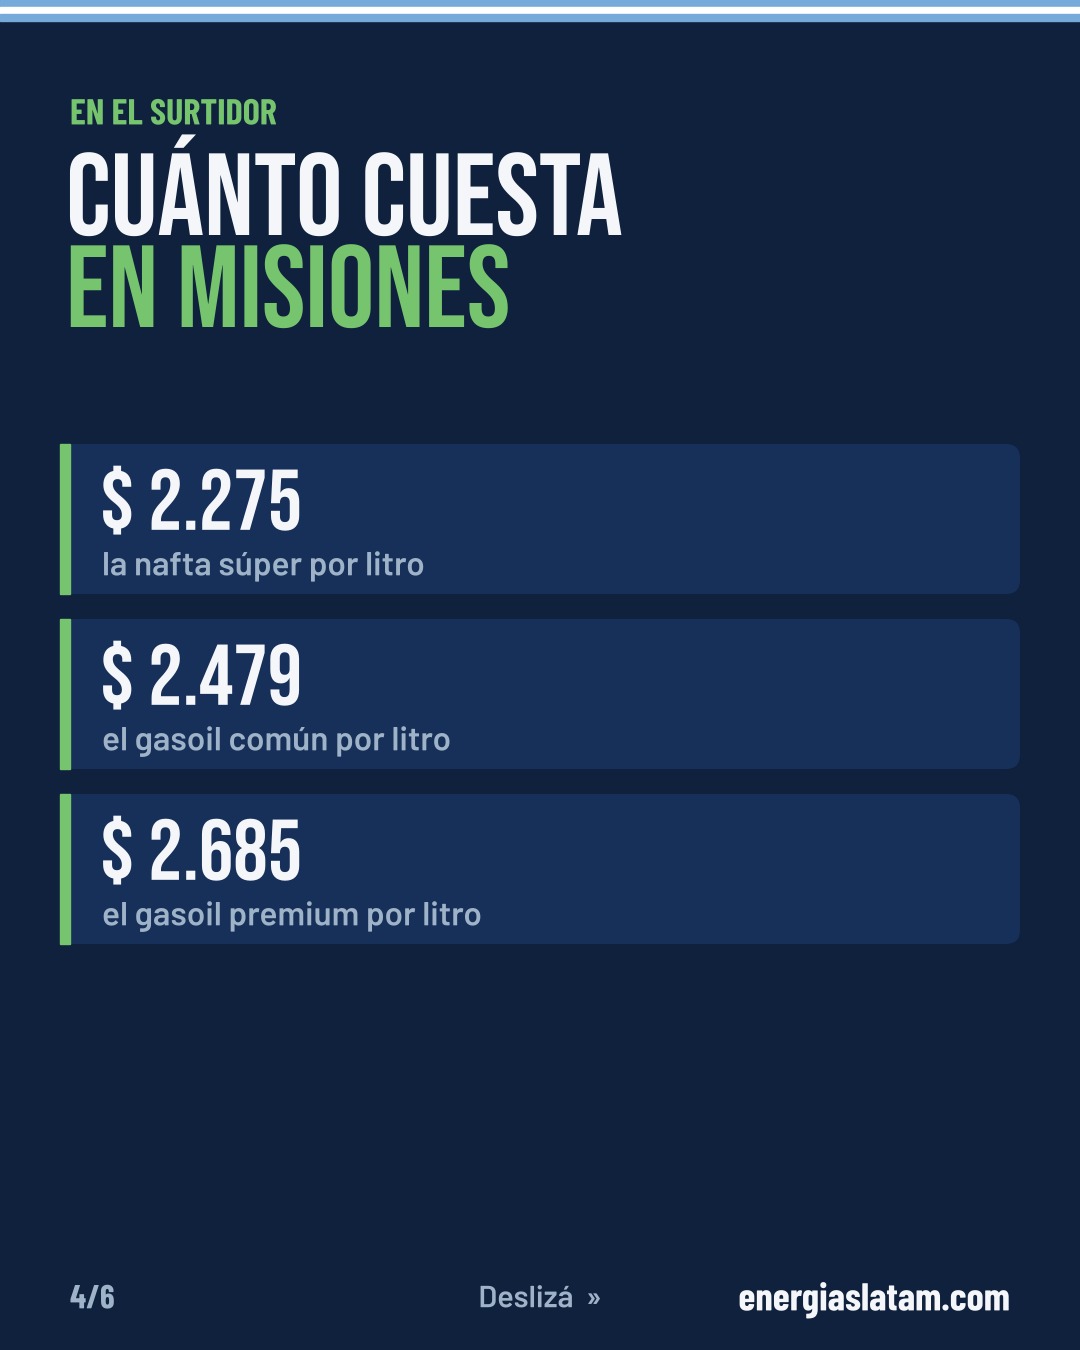 EN EL SURTIDOR
CUÁNTO CUESTA
EN MISIONES
$ 2.275
la nafta súper por litro
$ 2.479
el gasoil común por litro
$ 2.685
el gasoil premium por litro
4/6
Deslizá »
energiaslatam.com